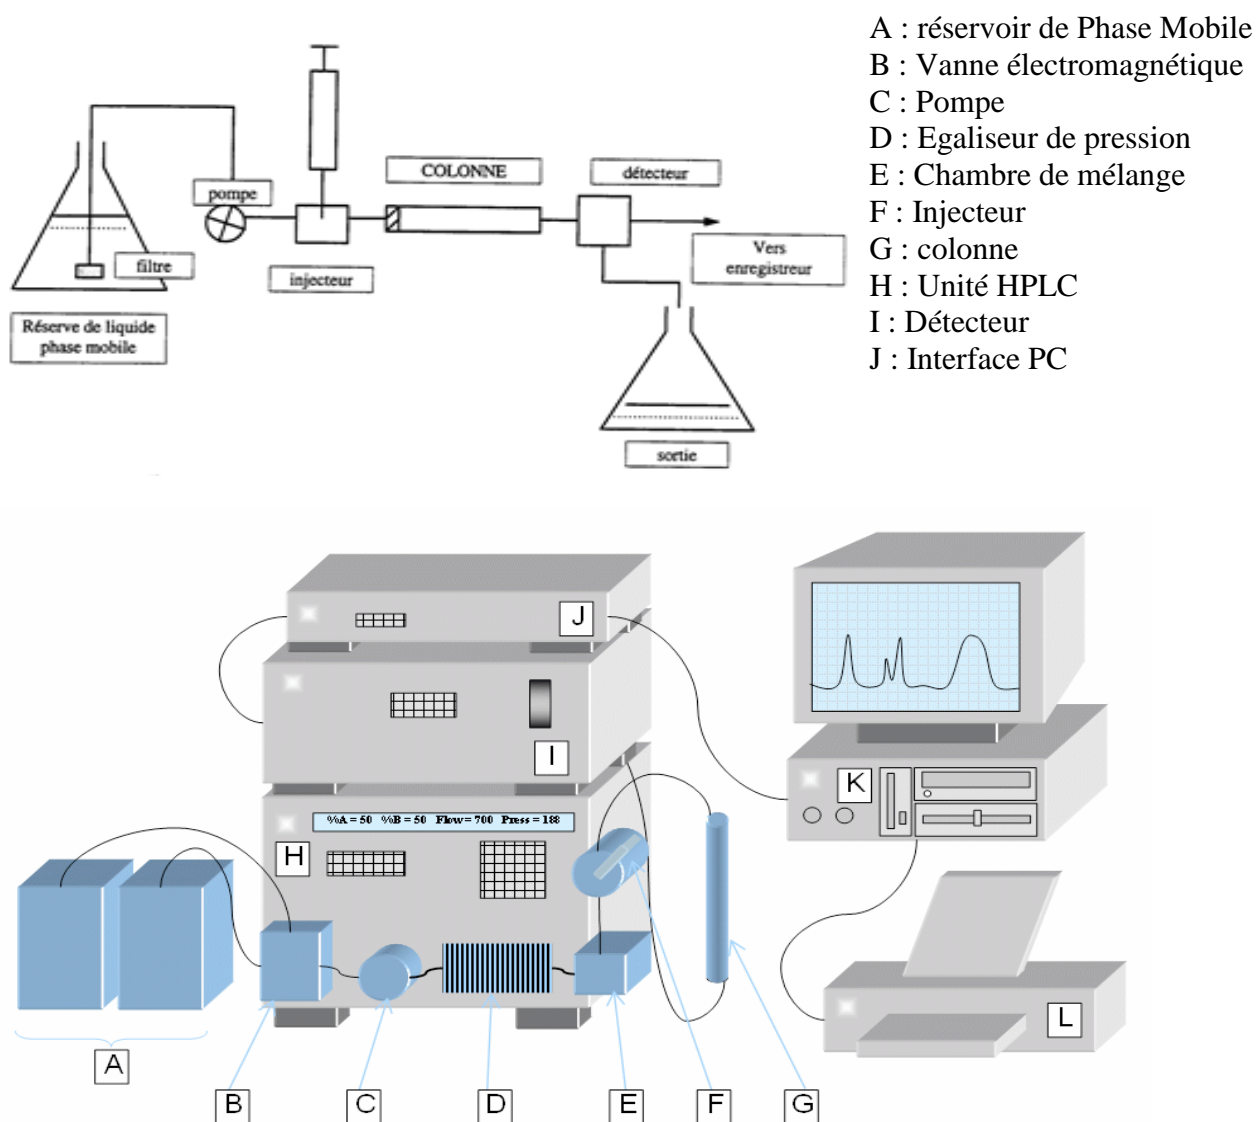 A : réservoir de Phase Mobile
B : Vanne électromagnétique
C : Pompe
D : Egaliseur de pression
E : Chambre de mélange
F : Injecteur
G : colonne
H : Unité HPLC
I : Détecteur
J : Interface PC
pompe
COLONNE
détecteur
filtre
injecteur
Vers
enregistreur
Réserve de liquide
phase mobile
sortie
J
I
K
%A = 50 %B = 50 Flow = 700 Press = 188
H
L
A
B
C
D
E
F
G